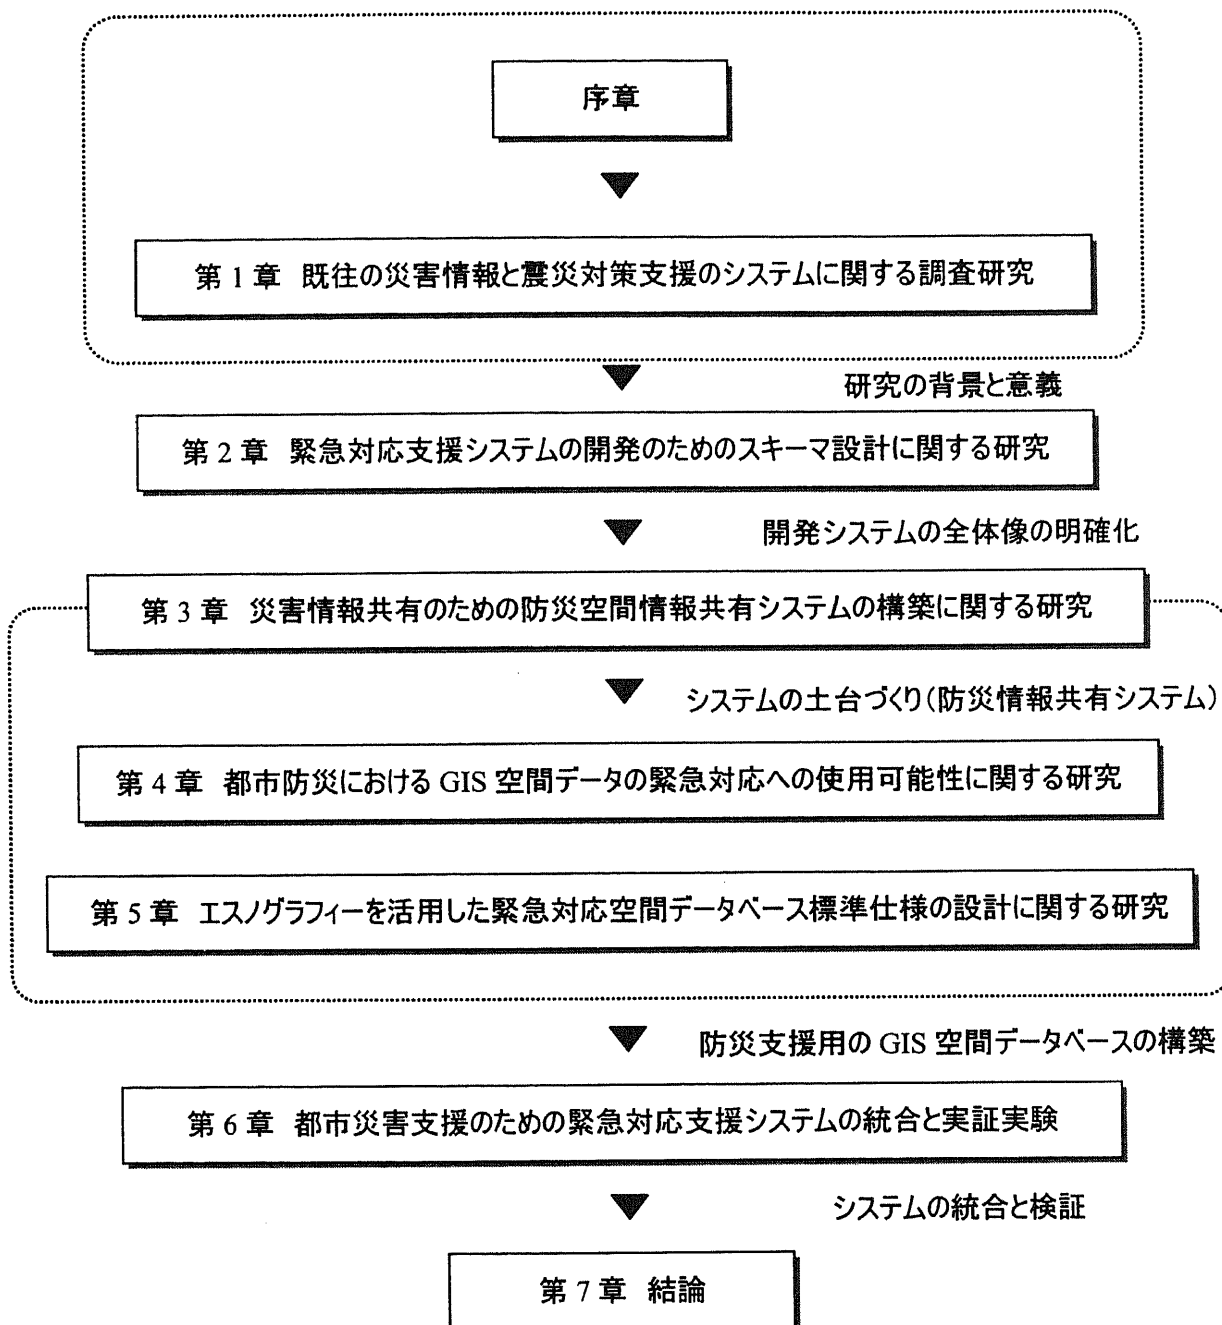 序章
第 1 章 既往の災害情報と震災対策支援のシステムに関する調査研究
研究の背景と意義
第 2 章 緊急対応支援システムの開発のためのスキーマ設計に関する研究
開発システムの全体像の明確化
第 3 章 災害情報共有のための防災空間情報共有システムの構築に関する研究
システムの土台づくり(防災情報共有システム)
第 4 章 都市防災における GIS 空間データの緊急対応への使用可能性に関する研究
第 5 章 エスノグラフィーを活用した緊急対応空間データベース標準仕様の設計に関する研究
防災支援用の GIS 空間データベースの構築
第 6 章 都市災害支援のための緊急対応支援システムの統合と実証実験
システムの統合と検証
第 7 章 結論